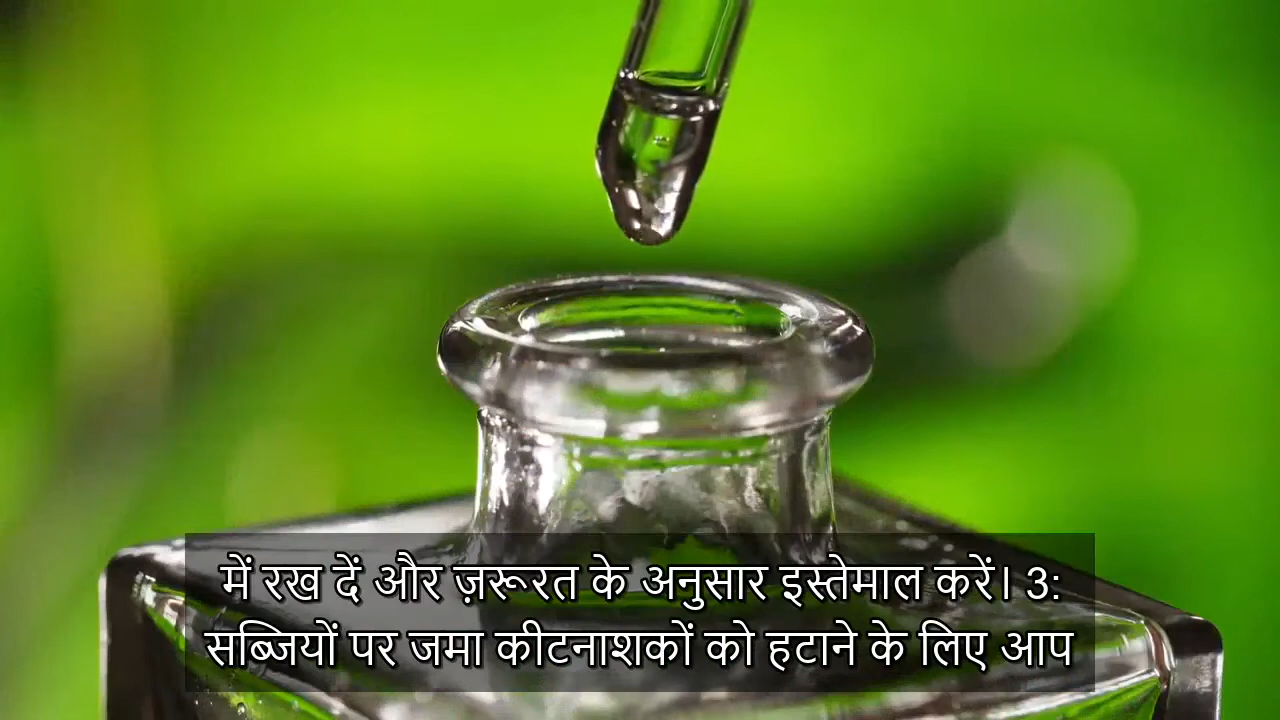 में रख दें और ज़रूरत के अनुसार इस्तेमाल करें। 3:
सब्जियों पर जमा कीटनाशकों को हटाने के लिए आप